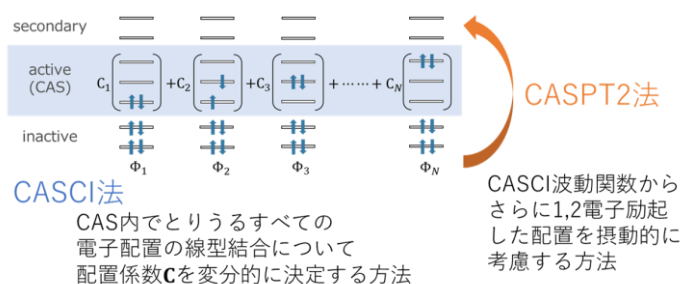 secondary
active
(CAS)
C1 +C2 +C3 + ⋯⋯ + CN
inactive
Φ1 Φ2 Φ3 ΦN
CASPT2法
CASCI法
CAS内でとりうるすべての
電子配置の線型結合について
配置係数Cを変分的に決定する方法
CASCI波動関数から
さらに1,2電子励起
した配置を摂動的に
考慮する方法